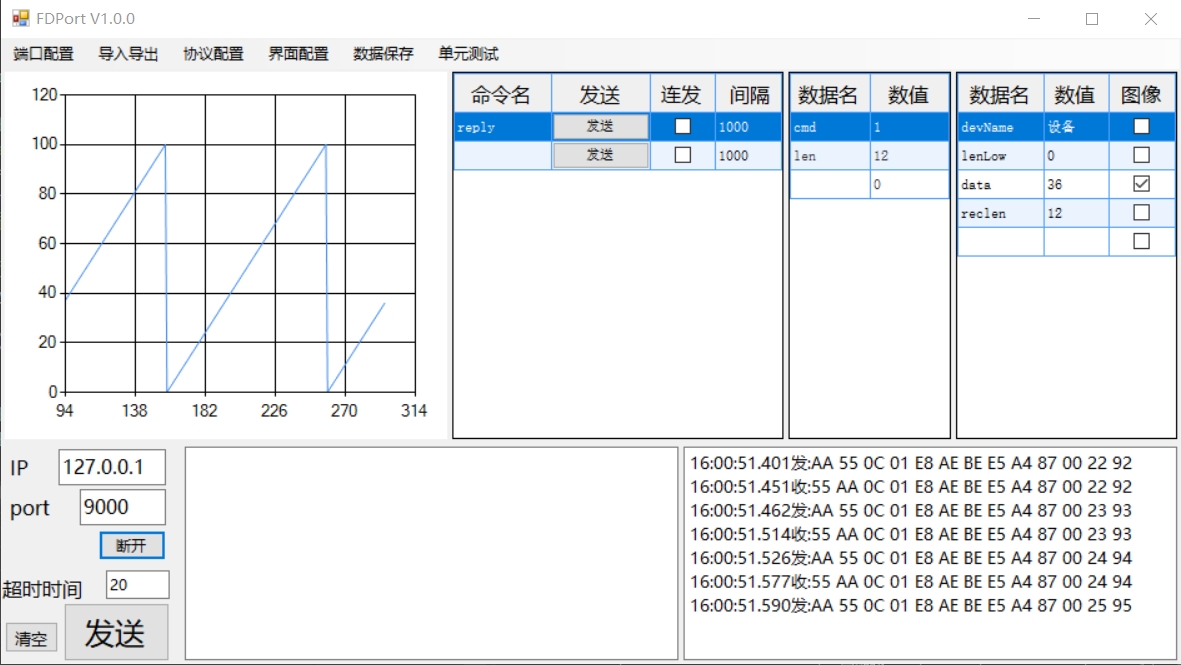 FDPort V1.0.0
端口配置 导入导出 协议配置 界面配置 数据保存 单元测试
120
100
80
60
40
20
0
94 138 182 226 270 314
命令名 发送 连发 间隔
reply 发送 1000
发送 1000
数据名 数值
cmd 1
len 12
0
数据名 数值 图像
devName 设备
lenLow 0
data 36
reclen 12
IP 127.0.0.1
port 9000
断开
超时时间 20
清空 发送
16:00:51.401发:AA 55 0C 01 E8 AE BE E5 A4 87 00 22 92
16:00:51.451收:55 AA 0C 01 E8 AE BE E5 A4 87 00 22 92
16:00:51.462发:AA 55 0C 01 E8 AE BE E5 A4 87 00 23 93
16:00:51.514收:55 AA 0C 01 E8 AE BE E5 A4 87 00 23 93
16:00:51.526发:AA 55 0C 01 E8 AE BE E5 A4 87 00 24 94
16:00:51.577收:55 AA 0C 01 E8 AE BE E5 A4 87 00 24 94
16:00:51.590发:AA 55 0C 01 E8 AE BE E5 A4 87 00 25 95